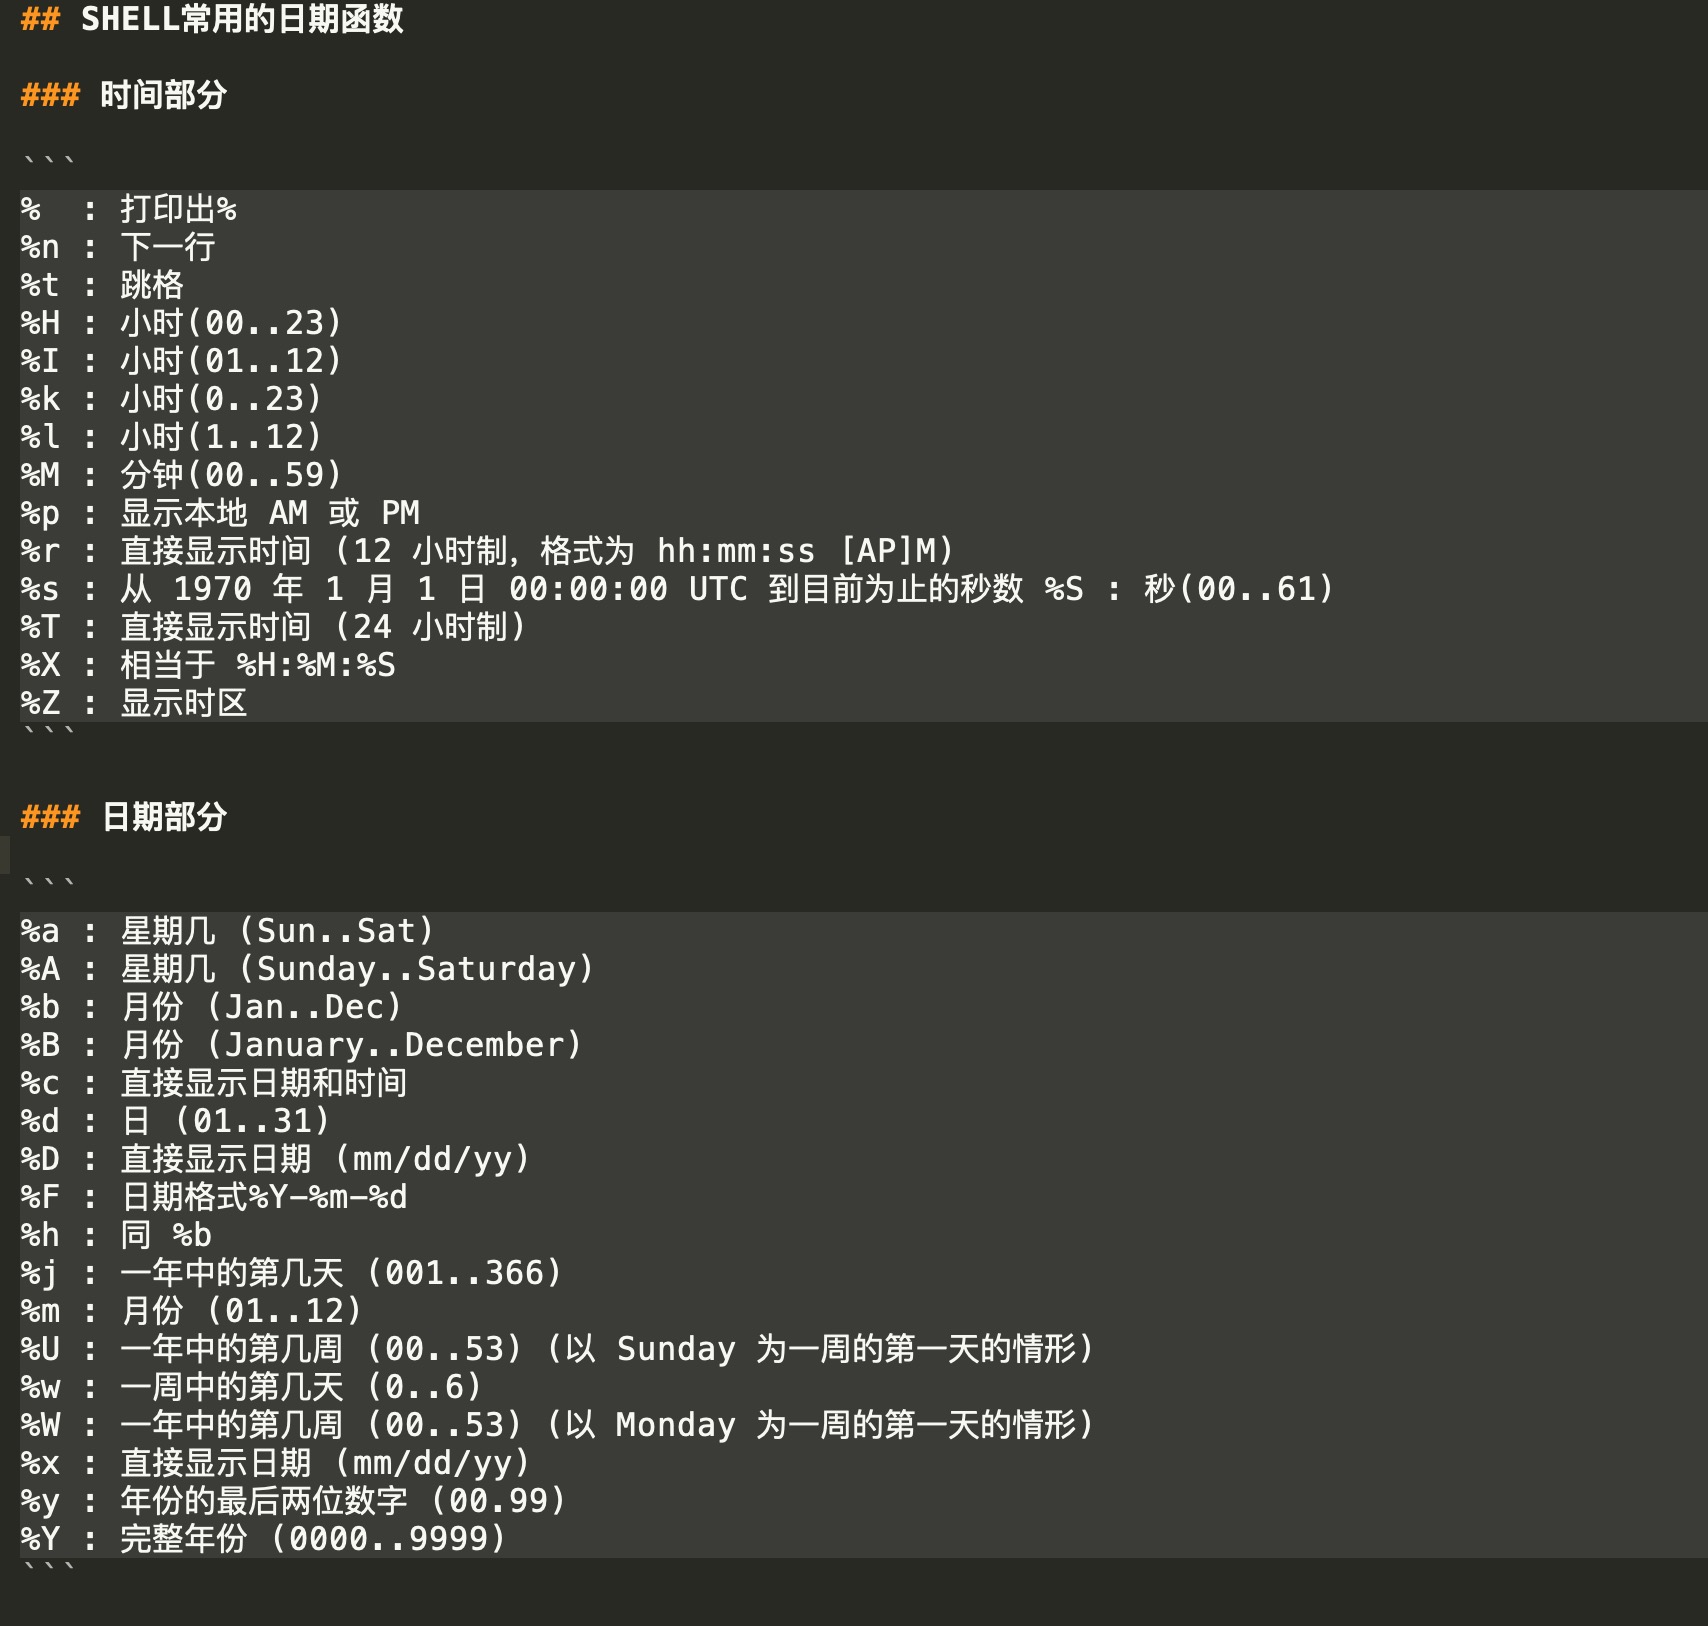 ## SHELL常用的日期函数
### 时间部分
```
%  : 打印出%
%n : 下一行
%t : 跳格
%H : 小时(00..23)
%I : 小时(01..12)
%k : 小时(0..23)
%l : 小时(1..12)
%M : 分钟(00..59)
%p : 显示本地 AM 或 PM
%r : 直接显示时间 (12 小时制，格式为 hh:mm:ss [AP]M)
%s : 从 1970 年 1 月 1 日 00:00:00 UTC 到目前为止的秒数 %S : 秒(00..61)
%T : 直接显示时间 (24 小时制)
%X : 相当于 %H:%M:%S
%Z : 显示时区
```
### 日期部分
```
%a : 星期几 (Sun..Sat)
%A : 星期几 (Sunday..Saturday)
%b : 月份 (Jan..Dec)
%B : 月份 (January..December)
%c : 直接显示日期和时间
%d : 日 (01..31)
%D : 直接显示日期 (mm/dd/yy)
%F : 日期格式%Y-%m-%d
%h : 同 %b
%j : 一年中的第几天 (001..366)
%m : 月份 (01..12)
%U : 一年中的第几周 (00..53) (以 Sunday 为一周的第一天的情形)
%w : 一周中的第几天 (0..6)
%W : 一年中的第几周 (00..53) (以 Monday 为一周的第一天的情形)
%x : 直接显示日期 (mm/dd/yy)
%y : 年份的最后两位数字 (00.99)
%Y : 完整年份 (0000..9999)
```